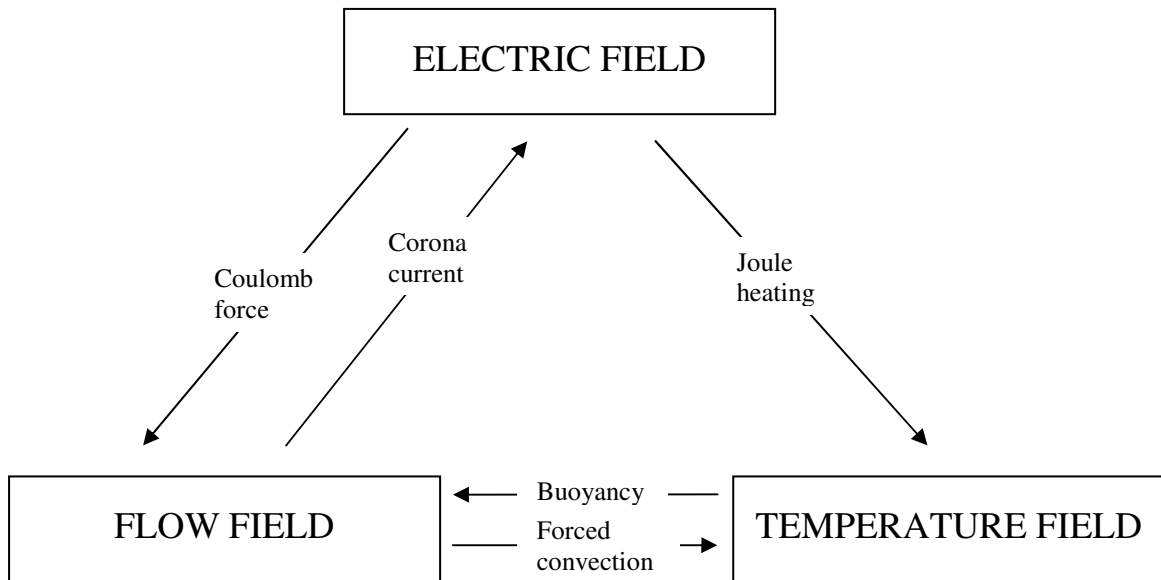 ELECTRIC FIELD
Coulomb
force
Corona
current
Joule
heating
FLOW FIELD
Buoyancy
Forced
convection
TEMPERATURE FIELD